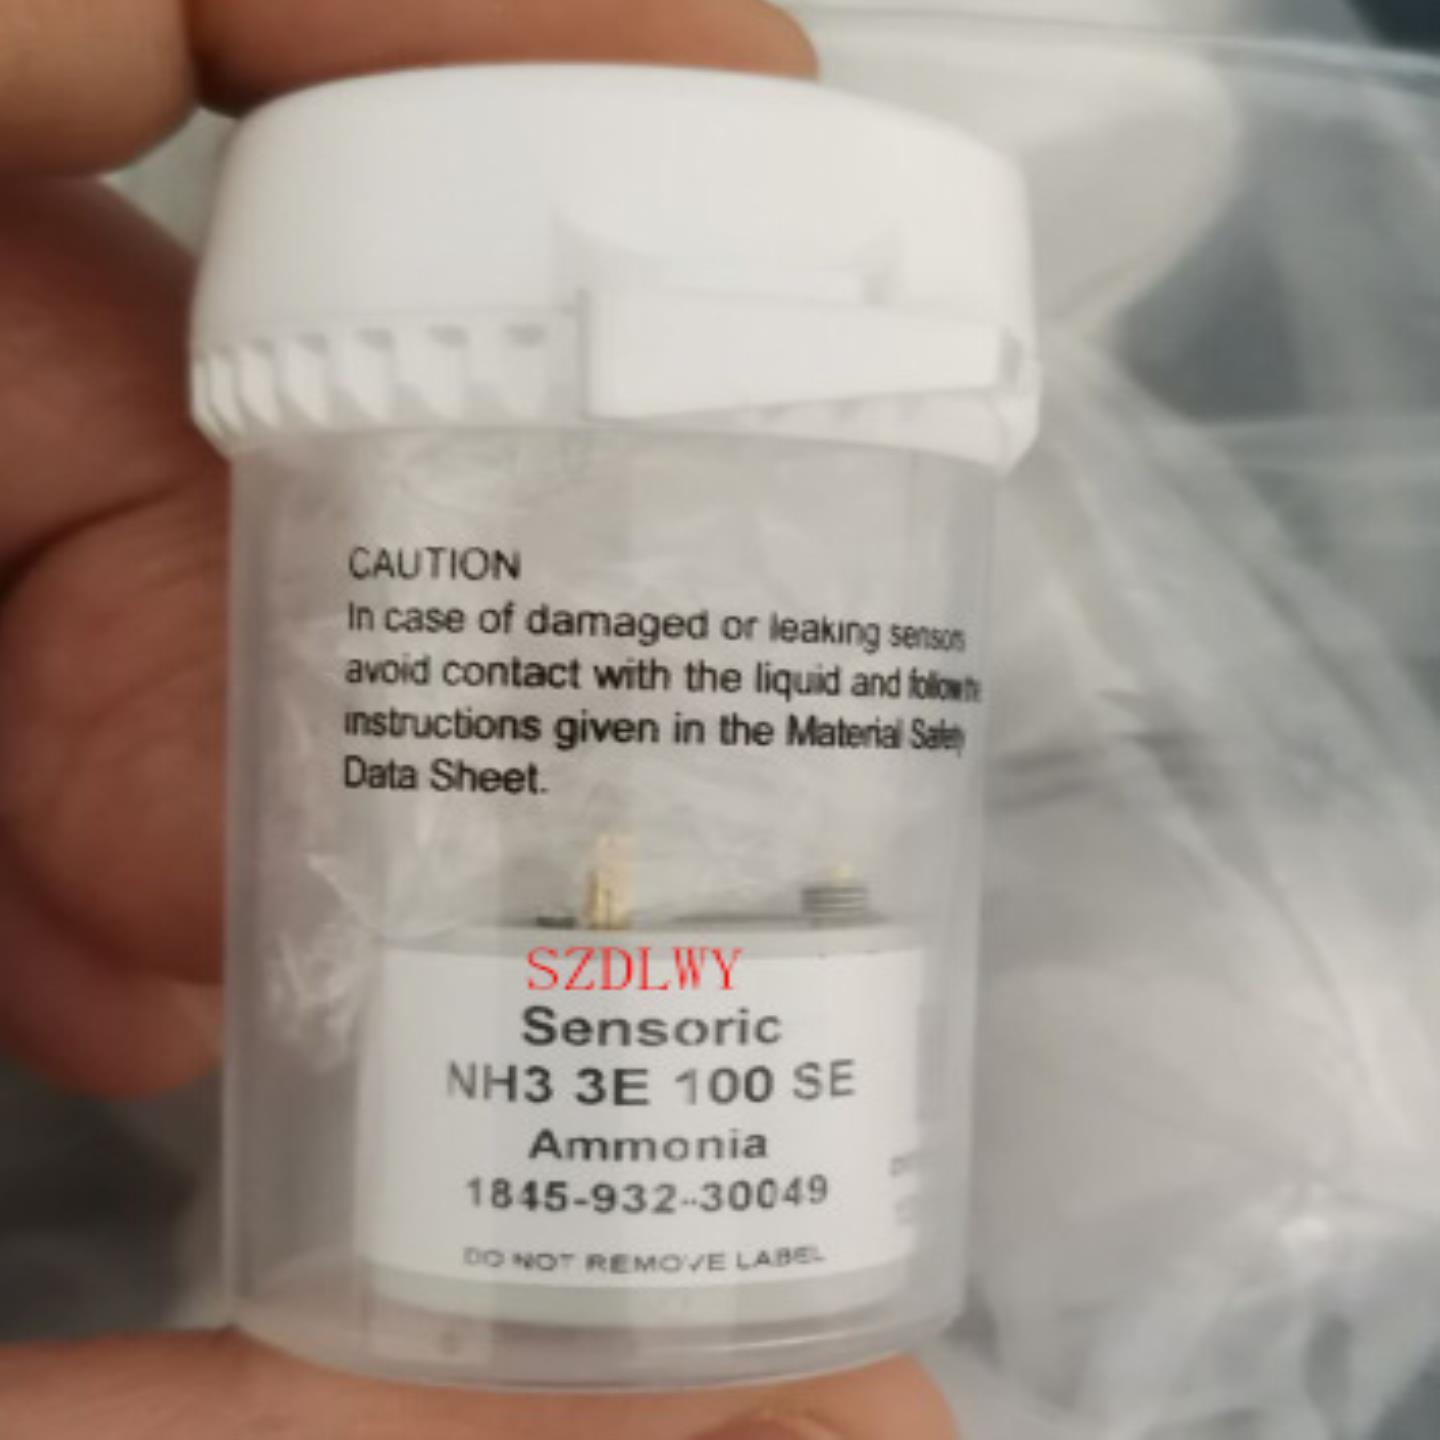 CAUTION
In case of damaged or leaking sensors
avoid contact with the liquid and follow the
instructions given in the Material Safety
Data Sheet.
SZDLWY
Sensoric
NH3 3E 100 SE
Ammonia
1845-932-30049
DO NOT REMOVE LABEL